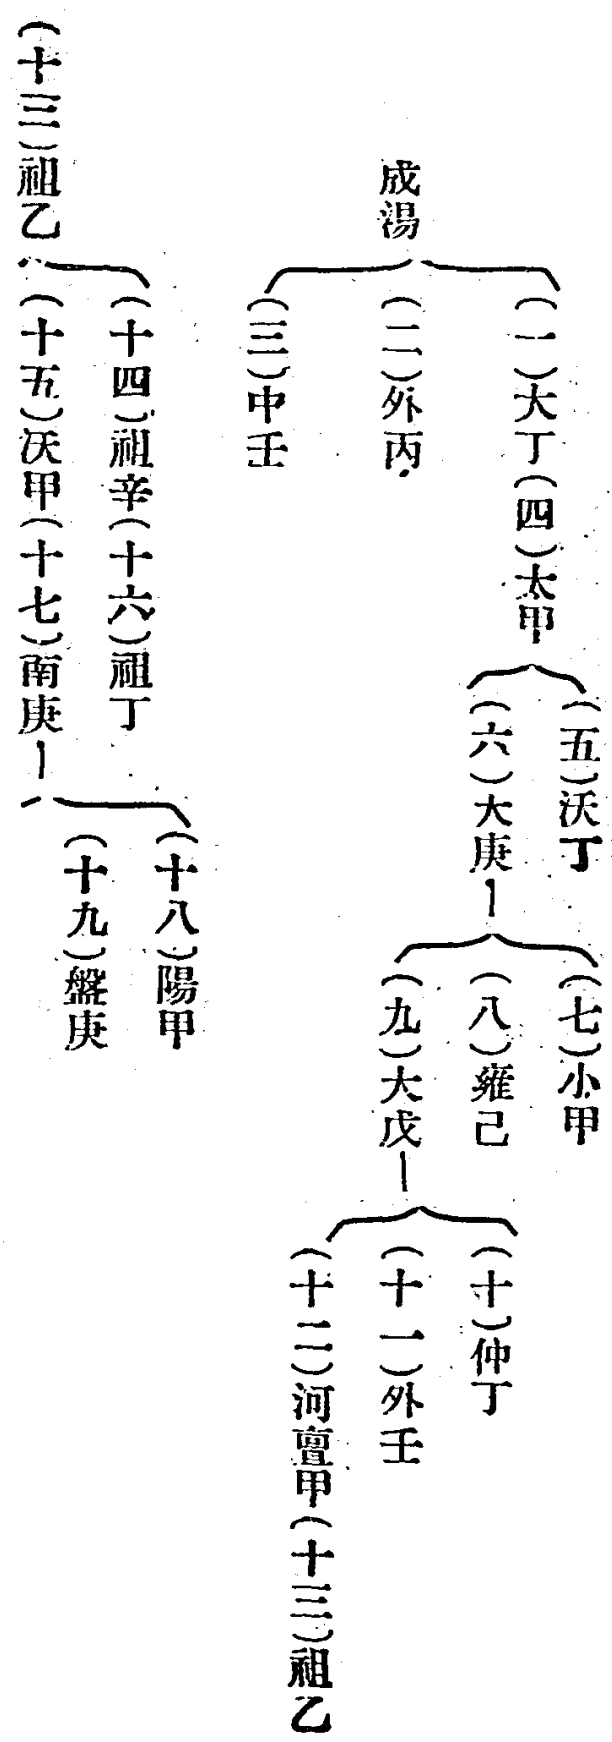 成湯
（一）大丁（四）太甲
（二）外丙
（三）中壬
（五）沃丁
（六）大庚
（七）小甲
（八）雍己
（九）大戊
（十）仲丁
（十一）外壬
（十二）河亶甲（十三）祖乙
（十三）祖乙
（十四）祖辛（十六）祖丁
（十五）沃甲（十七）南庚
（十八）陽甲
（十九）盤庚